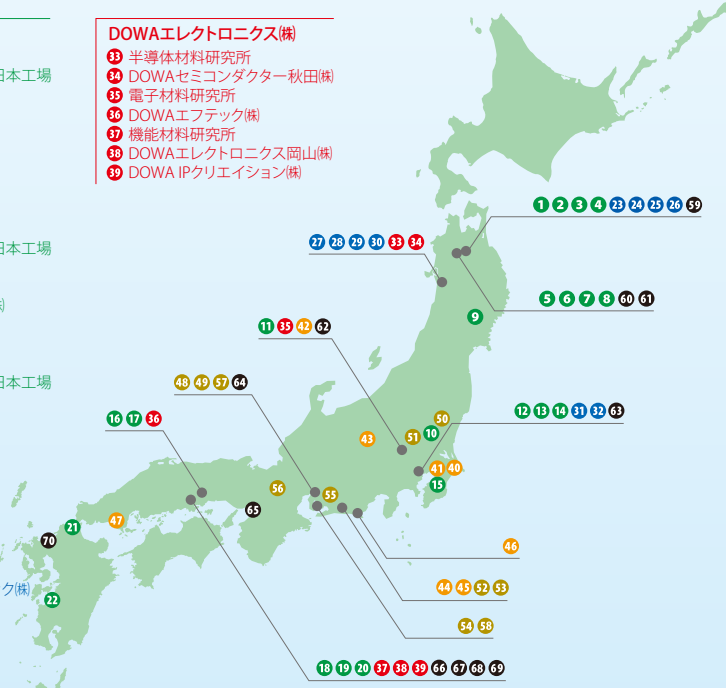 DOWAエレクトロニクス㈱
33 半導体材料研究所
34 DOWAセミコンダクター秋田㈱
35 電子材料研究所
36 DOWAエフテック㈱
37 機能材料研究所
38 DOWAエレクトロニクス岡山㈱
39 DOWA IPクリエイション㈱
日本工場
日本工場
㈱
日本工場
ク㈱
1 2 3 4 23 24 25 26 59
27 28 29 30 33 34
5 6 7 8 60 61
9
11 35 42 62
48 49 57 64
12 13 14 31 32 63
16 17 36
50
51 10
43
41 40
15
56
55
65
47
21
70
22
46
44 45 52 53
54 58
18 19 20 37 38 39 66 67 68 69